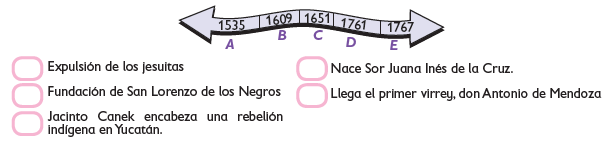 1535 1609 1651 1761 1767
A B C D E
Expulsión de los jesuitas
Fundación de San Lorenzo de los Negros
Jacinto Canek encabeza una rebelión
indígena en Yucatán.
Nace Sor Juana Inés de la Cruz.
Llega el primer virrey, don Antonio de Mendoza